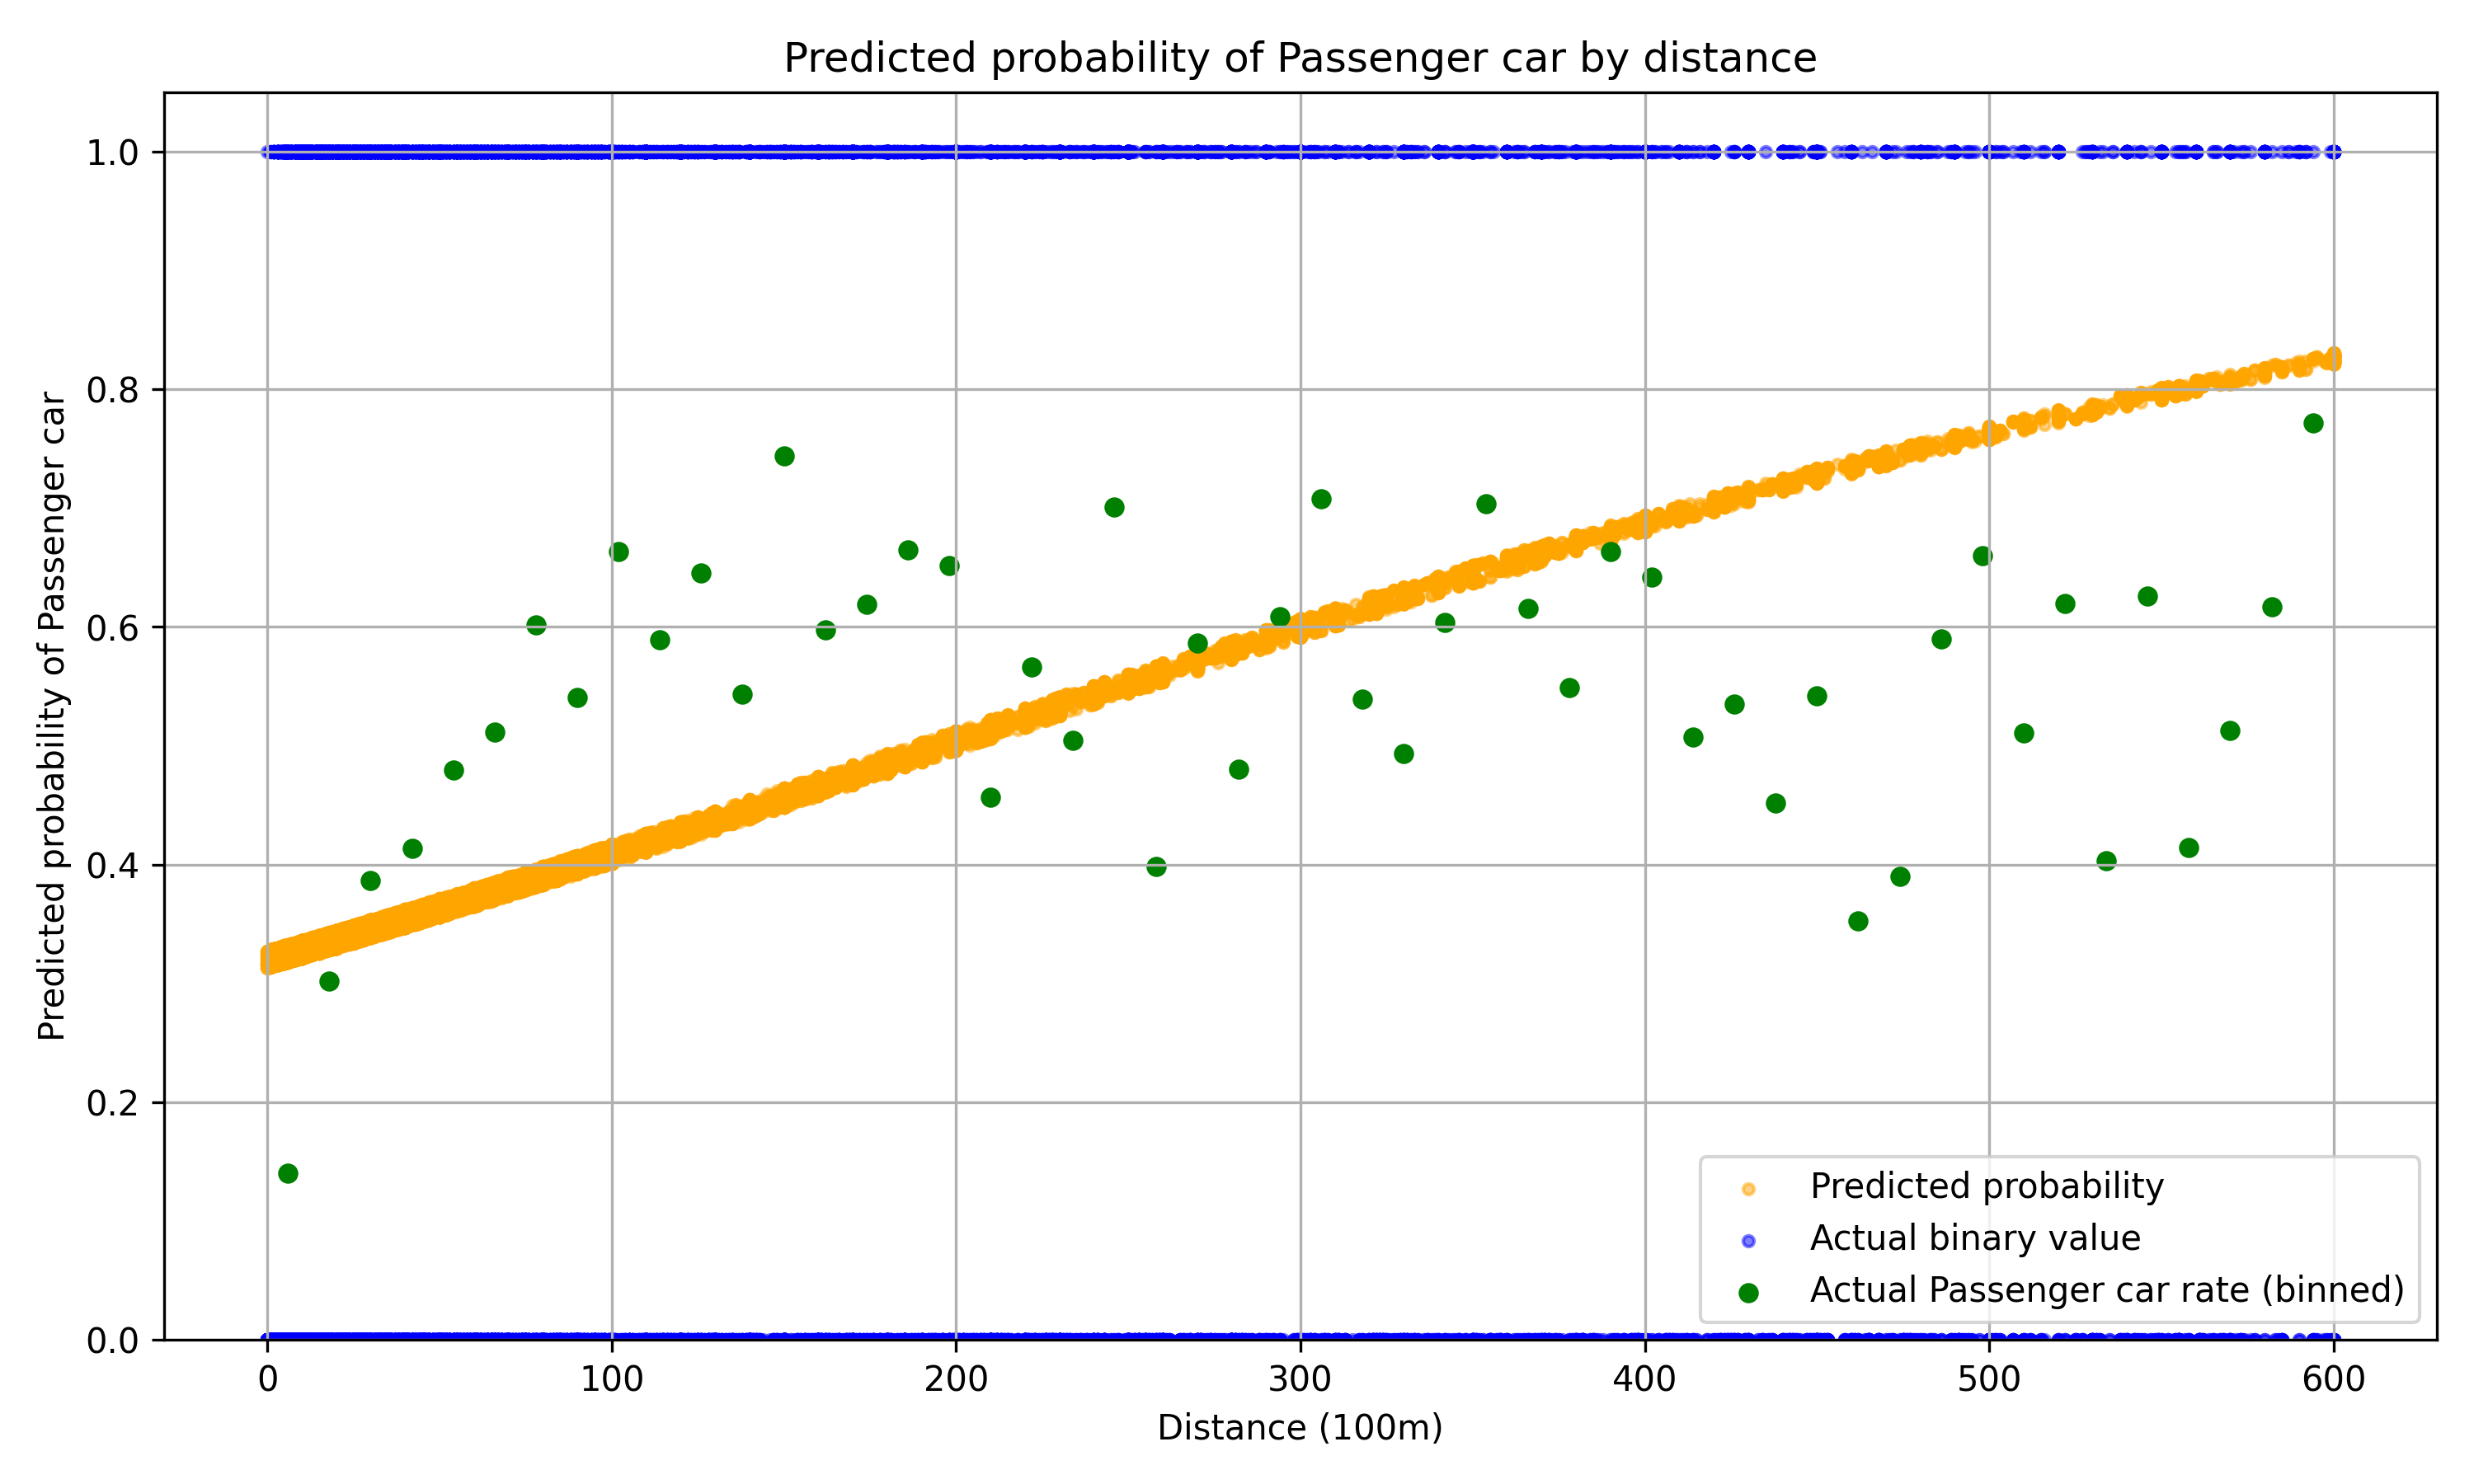 Predicted probability of Passenger car by distance
Predicted probability of Passenger car
1.0
0.8
0.6
0.4
0.2
0.0
0 100 200 300 400 500 600
Distance (100m)
Predicted probability
Actual binary value
Actual Passenger car rate (binned)